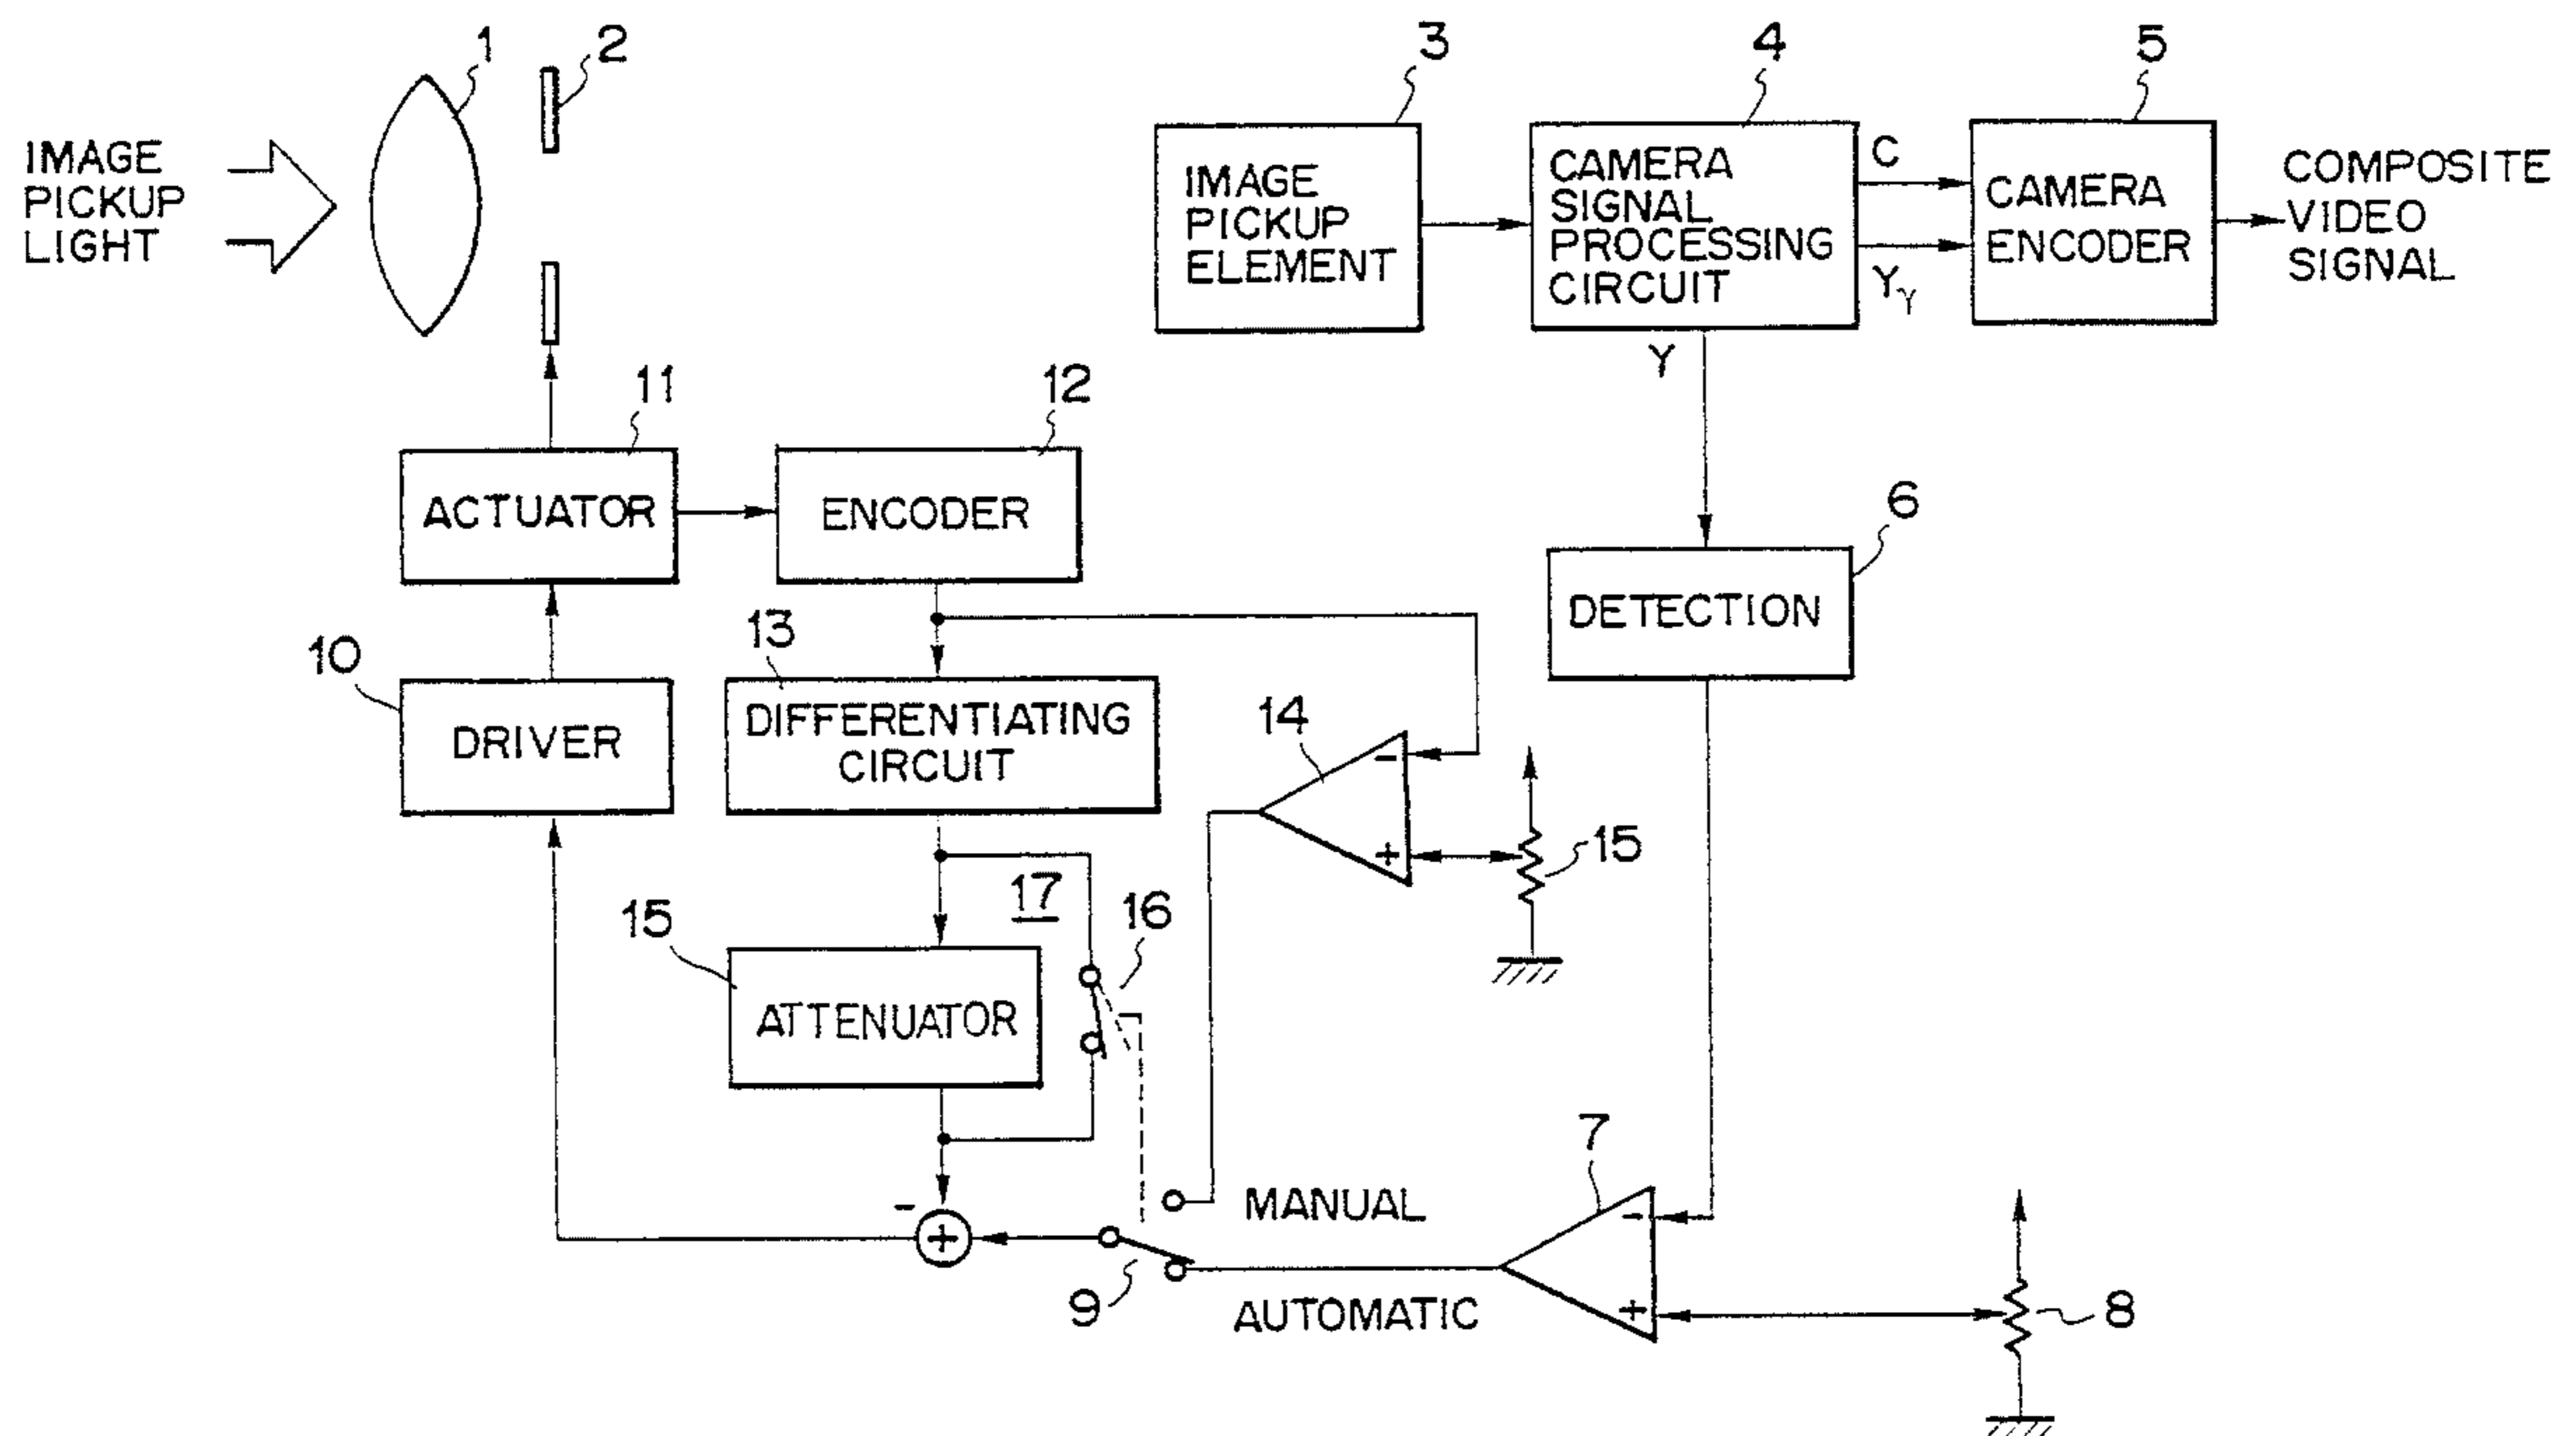 1
2
3
4
5
IMAGE
PICKUP
LIGHT
IMAGE
PICKUP
ELEMENT
CAMERA
SIGNAL
PROCESSING
CIRCUIT
C
Yγ
CAMERA
ENCODER
COMPOSITE
VIDEO
SIGNAL
Y
11
12
ACTUATOR
ENCODER
6
DETECTION
10
DRIVER
13
DIFFERENTIATING
CIRCUIT
14
-
+
15
17
16
15
ATTENUATOR
-
+
9
MANUAL
AUTOMATIC
7
-
+
8